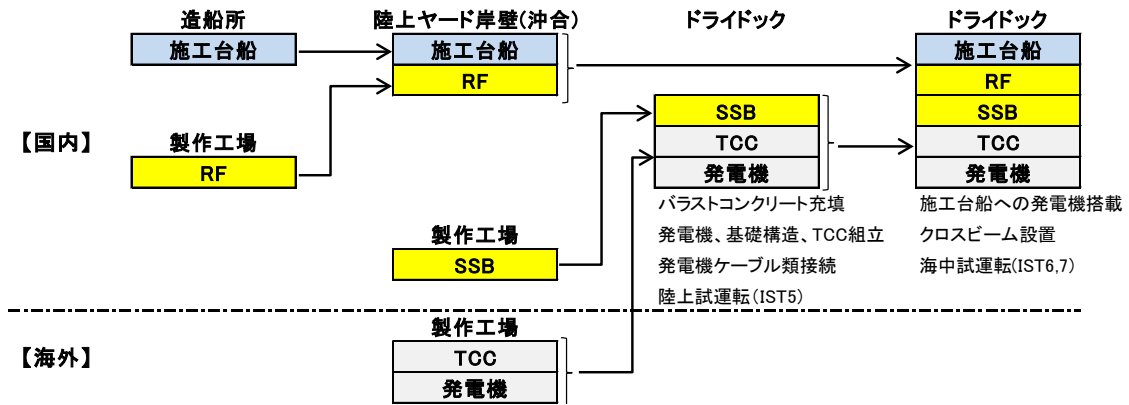 造船所
陸上ヤード岸壁(沖合)
ドライドック
ドライドック
施工台船
施工台船
RF
施工台船
RF
SSB
TCC
発電機
SSB
TCC
発電機
【国内】
製作工場
RF
バラストコンクリート充填
発電機、基礎構造、TCC組立
発電機ケーブル類接続
陸上試運転(IST5)
施工台船への発電機搭載
クロスビーム設置
海中試運転(IST6,7)
製作工場
SSB
【海外】
製作工場
TCC
発電機